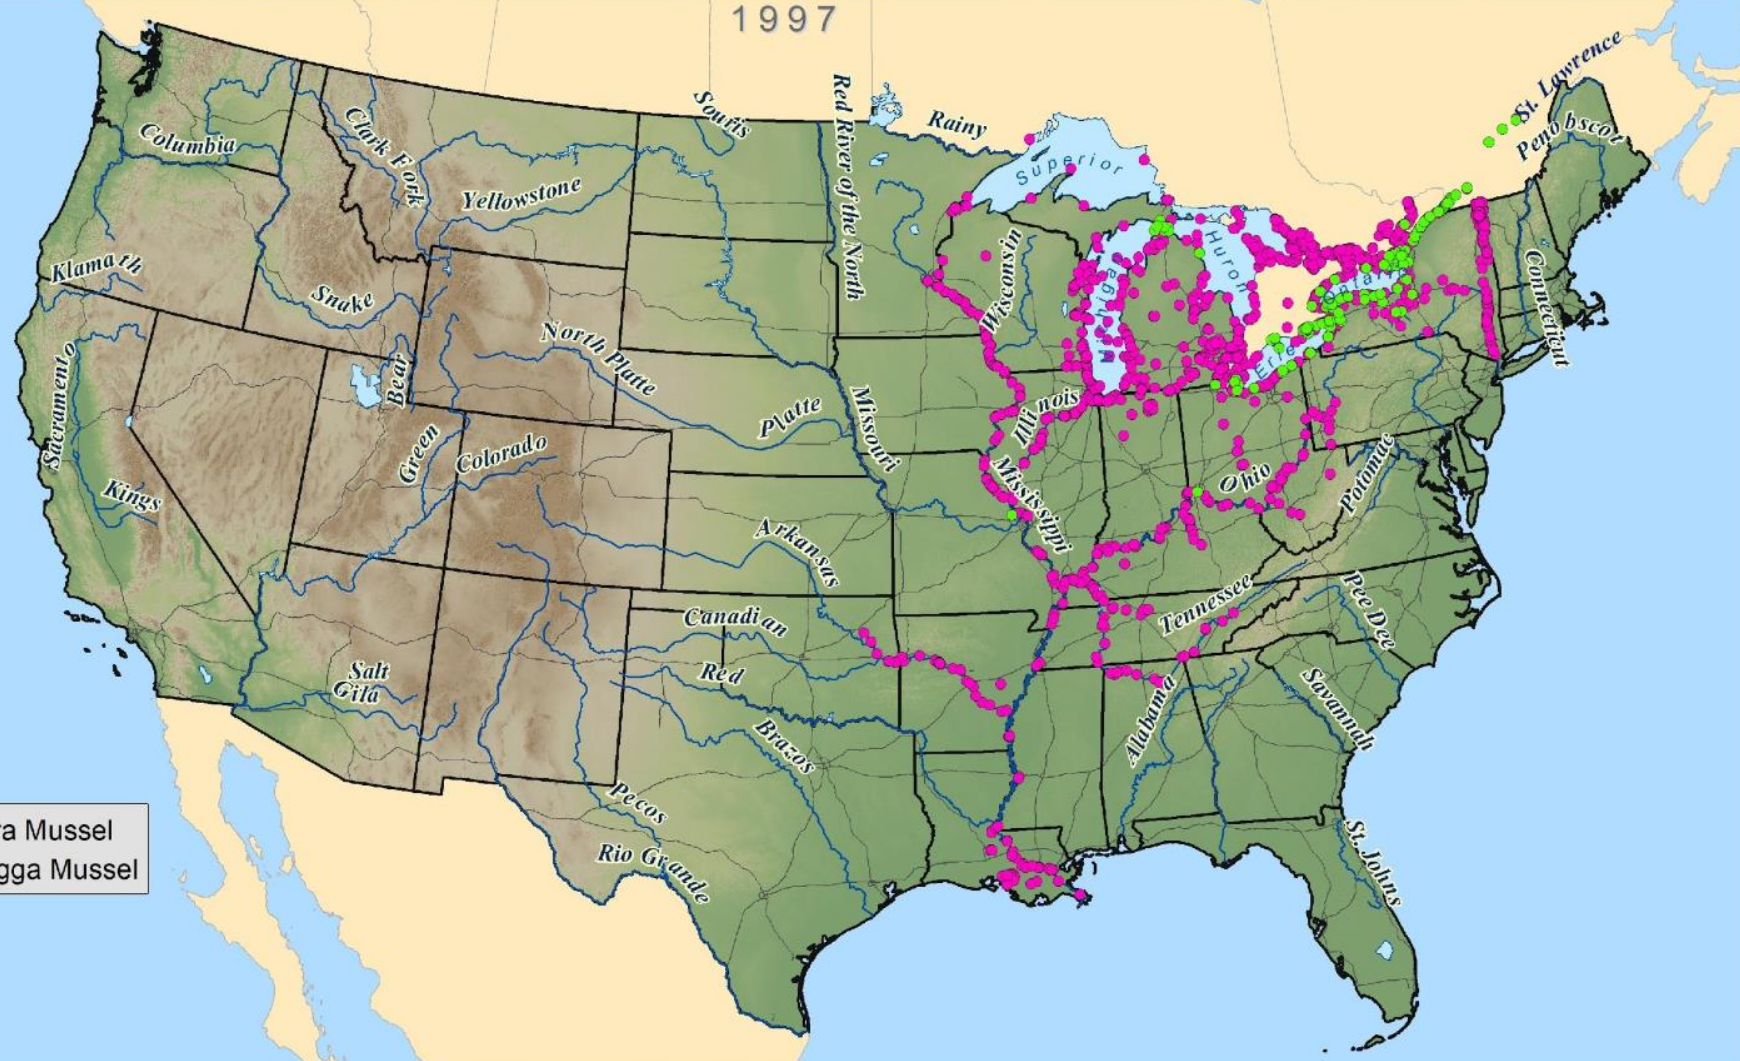 1997
St. Lawrence
Penobscot
Souris
Red River of the North
Rainy
Superior
Columbia
Clark Fork
Yellowstone
Huron
Michigan
Wisconsin
Ontario
Connecticut
Klamath
Snake
North Platte
Erie
Sacramento
Bear
Platte
Missouri
Illinois
Green
Colorado
Kings
Mississippi
Ohio
Potomac
Arkansas
Tennessee
Pee Dee
Canadian
Salt
Gila
Red
Savannah
Alabama
Brazos
Pecos
Rio Grande
St. Johns
ra Mussel
gga Mussel